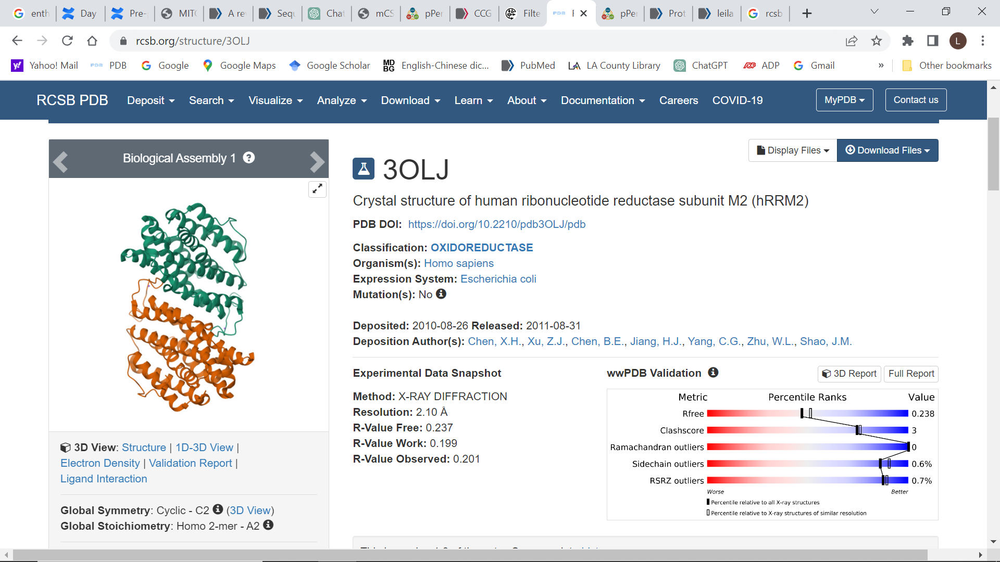 enth
Day
Pre-
MITO
A re
Sequ
Chat
mCS
pPer
CCG
Filte
pPer
Prot
leila
rcsb
rcsb.org/structure/3OLJ
L
Yahoo! Mail
PDB
Google
Google Maps
Google Scholar
MD BG English-Chinese dic...
PubMed
LA County Library
ChatGPT
ADP
Gmail
»
Other bookmarks
RCSB PDB Deposit Search Visualize Analyze Download Learn About Documentation Careers COVID-19 MyPDB Contact us
Biological Assembly 1
Display Files Download Files
3OLJ
Crystal structure of human ribonucleotide reductase subunit M2 (hRRM2)
PDB DOI: https://doi.org/10.2210/pdb3OLJ/pdb
Classification: OXIDOREDUCTASE
Organism(s): Homo sapiens
Expression System: Escherichia coli
Mutation(s): No
Deposited: 2010-08-26 Released: 2011-08-31
Deposition Author(s): Chen, X.H., Xu, Z.J., Chen, B.E., Jiang, H.J., Yang, C.G., Zhu, W.L., Shao, J.M.
Experimental Data Snapshot
Method: X-RAY DIFFRACTION
Resolution: 2.10 Å
R-Value Free: 0.237
R-Value Work: 0.199
R-Value Observed: 0.201
wwPDB Validation
3D Report Full Report
Metric Percentile Ranks Value
Rfree 0.238
Clashscore 3
Ramachandran outliers 0
Sidechain outliers 0.6%
RSRZ outliers 0.7%
Worse Better
Percentile relative to all X-ray structures
Percentile relative to X-ray structures of similar resolution
3D View: Structure | 1D-3D View |
Electron Density | Validation Report |
Ligand Interaction
Global Symmetry: Cyclic - C2 (3D View)
Global Stoichiometry: Homo 2-mer - A2